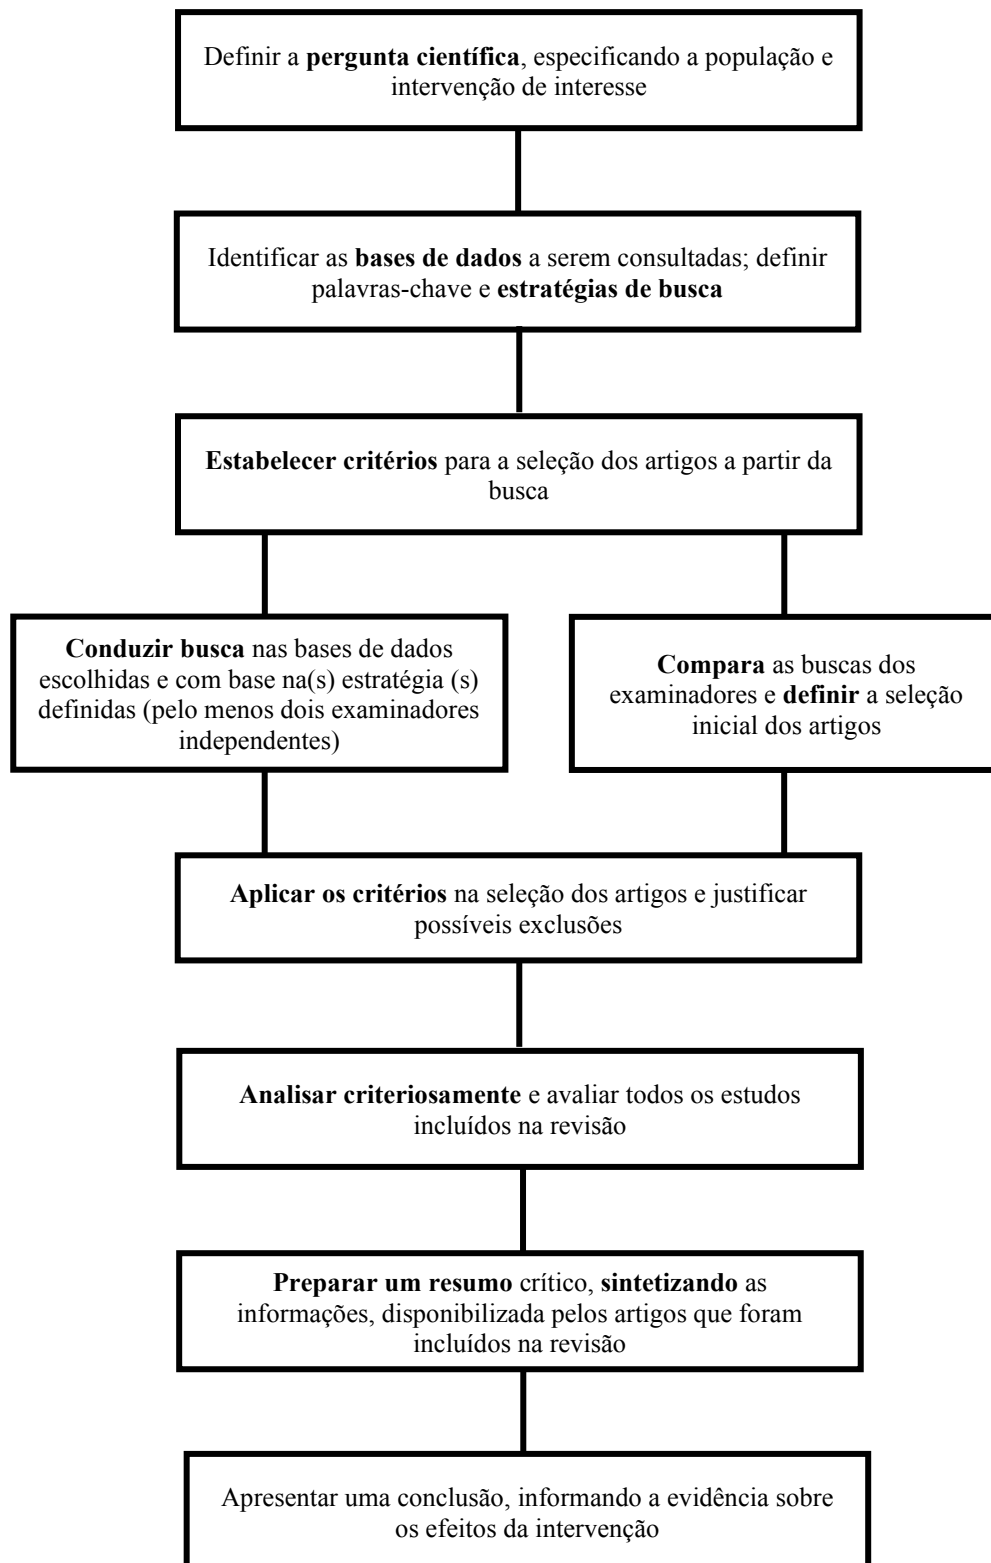 Definir a pergunta científica, especificando a população e
intervenção de interesse
Identificar as bases de dados a serem consultadas; definir
palavras-chave e estratégias de busca
Estabelecer critérios para a seleção dos artigos a partir da
busca
Conduzir busca nas bases de dados
escolhidas e com base na(s) estratégia (s)
definidas (pelo menos dois examinadores
independentes)
Compara as buscas dos
examinadores e definir a seleção
inicial dos artigos
Aplicar os critérios na seleção dos artigos e justificar
possíveis exclusões
Analisar criteriosamente e avaliar todos os estudos
incluídos na revisão
Preparar um resumo crítico, sintetizando as
informações, disponibilizada pelos artigos que foram
incluídos na revisão
Apresentar uma conclusão, informando a evidência sobre
os efeitos da intervenção